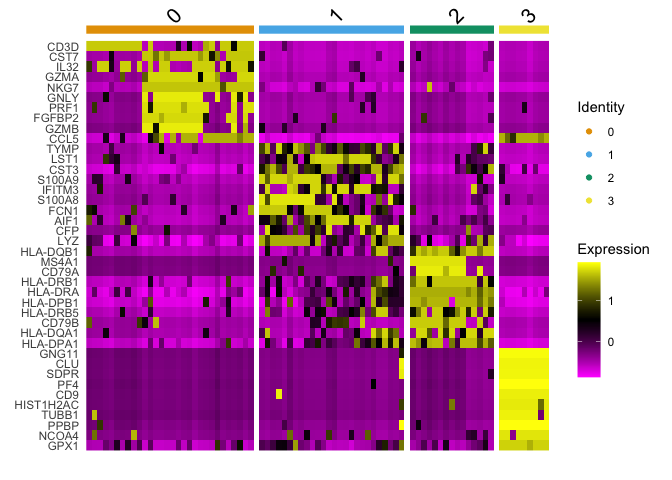 0 1 2 3
CD3D
CST7
IL32
GZMA
NKG7
GNLY
PRF1
FGFBP2
GZMB
CCL5
TYMP
LST1
CST3
S100A9
IFITM3
S100A8
FCN1
AIF1
CFP
LYZ
HLA-DQB1
MS4A1
CD79A
HLA-DRB1
HLA-DRA
HLA-DPB1
HLA-DRB5
CD79B
HLA-DQA1
HLA-DPA1
GNG11
CLU
SDPR
PF4
CD9
HIST1H2AC
TUBB1
PPBP
NCOA4
GPX1
Identity
0
1
2
3
Expression
1
0